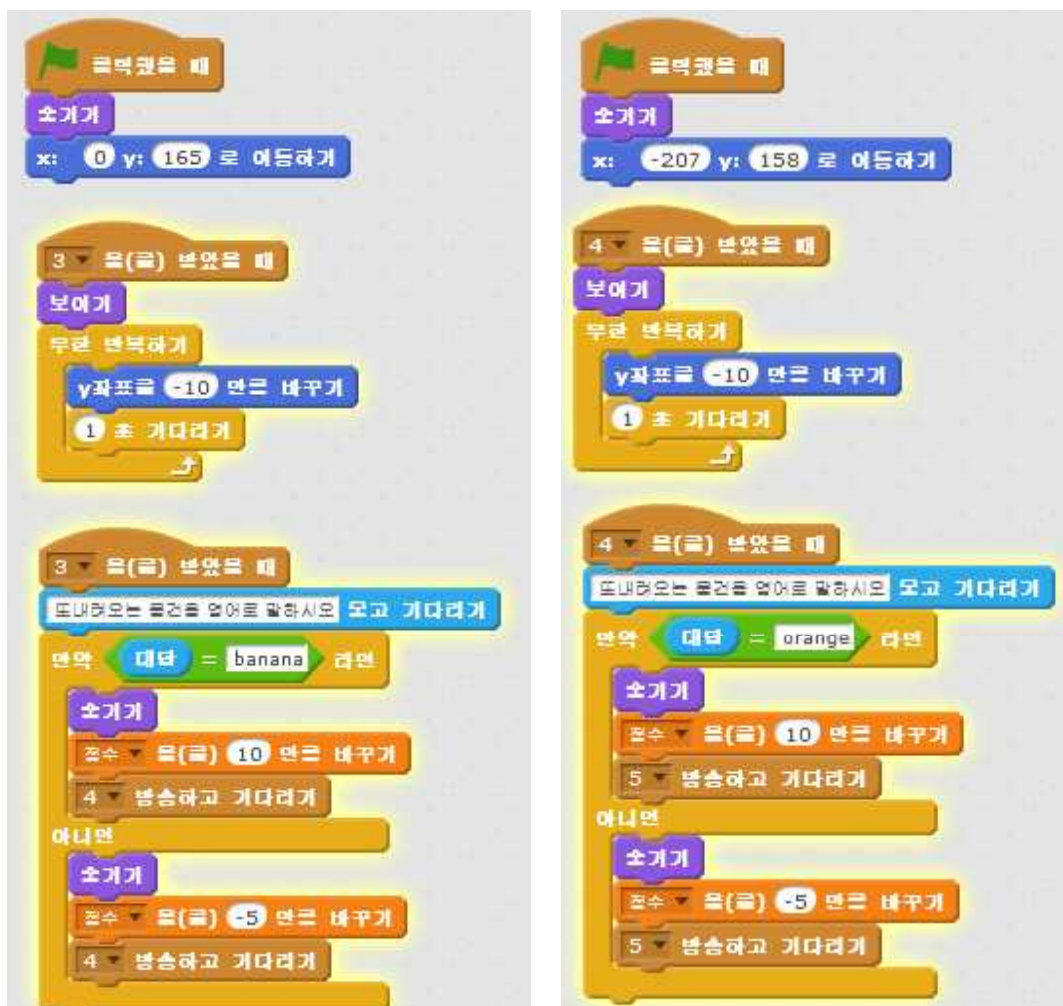 클릭했을 때
숨기기
x: 0 y: 165 로 이동하기
3 을(를) 받았을 때
보이기
무한 반복하기
y좌표를 -10 만큼 바꾸기
1 초 기다리기
3 을(를) 받았을 때
또내려오는 물건을 영어로 말하시오 묻고 기다리기
만약 대답 = banana 라면
숨기기
점수 을(를) 10 만큼 바꾸기
4 방송하고 기다리기
아니면
숨기기
점수 을(를) -5 만큼 바꾸기
4 방송하고 기다리기
클릭했을 때
숨기기
x: -207 y: 158 로 이동하기
4 을(를) 받았을 때
보이기
무한 반복하기
y좌표를 -10 만큼 바꾸기
1 초 기다리기
4 을(를) 받았을 때
또내려오는 물건을 영어로 말하시오 묻고 기다리기
만약 대답 = orange 라면
숨기기
점수 을(를) 10 만큼 바꾸기
5 방송하고 기다리기
아니면
숨기기
점수 을(를) -5 만큼 바꾸기
5 방송하고 기다리기